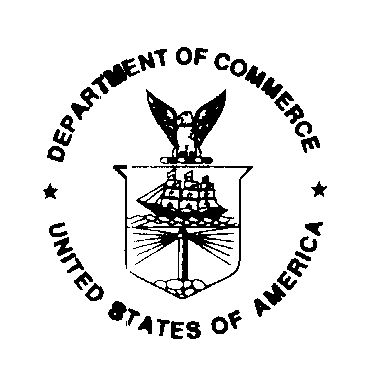 DEPARTMENT OF COMMERCE
UNITED STATES OF AMERICA